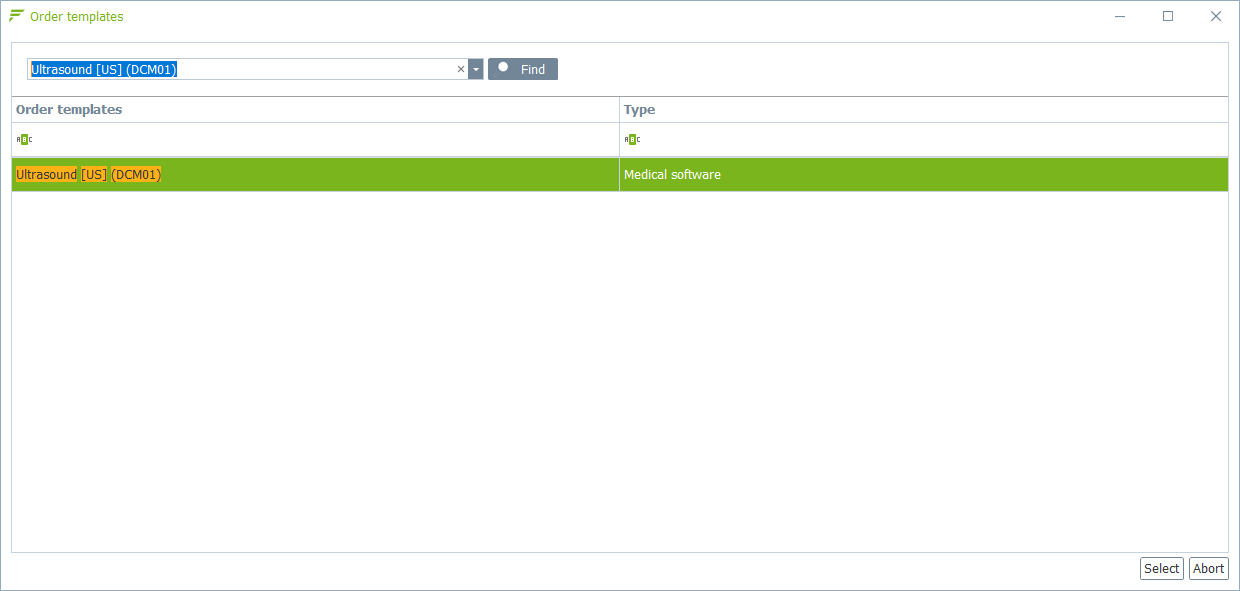 Order templates
Ultrasound [US] (DCM01)
Find
Order templates Type
ABC ABC
Ultrasound [US] (DCM01) Medical software
Select Abort